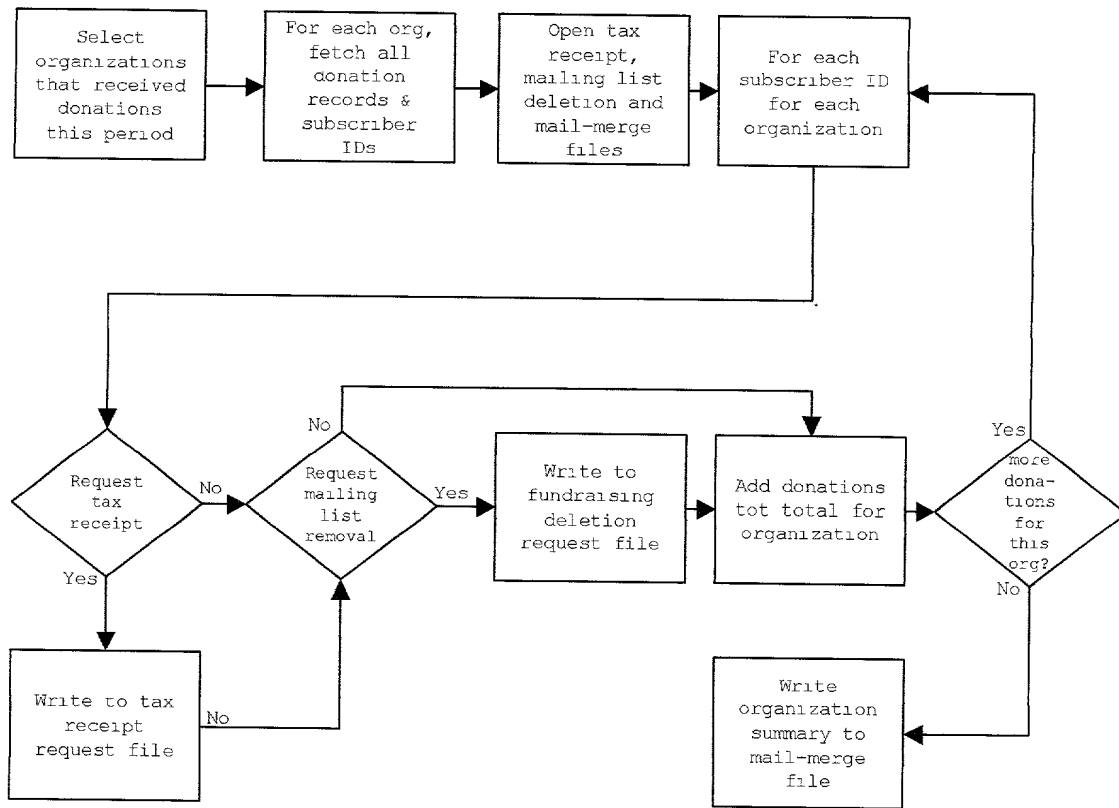 Select
organizations
that received
donations
this period
For each org,
fetch all
donation
records &
subscriber
IDs
Open tax
receipt,
mailing list
deletion and
mail-merge
files
For each
subscriber ID
for each
organization
Request
tax
receipt
No
Yes
Write to tax
receipt
request file
No
No
Request
mailing
list
removal
Yes
Write to
fundraising
deletion
request file
Add donations
tot total for
organization
Yes
more
dona-
tions
for
this
org?
No
Write
organization
summary to
mail-merge
file